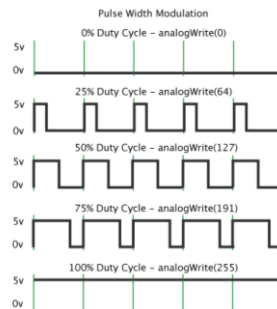 Pulse Width Modulation
0% Duty Cycle – analogWrite(0)
5v
0v
25% Duty Cycle – analogWrite(64)
5v
0v
50% Duty Cycle – analogWrite(127)
5v
0v
75% Duty Cycle – analogWrite(191)
5v
0v
100% Duty Cycle – analogWrite(255)
5v
0v